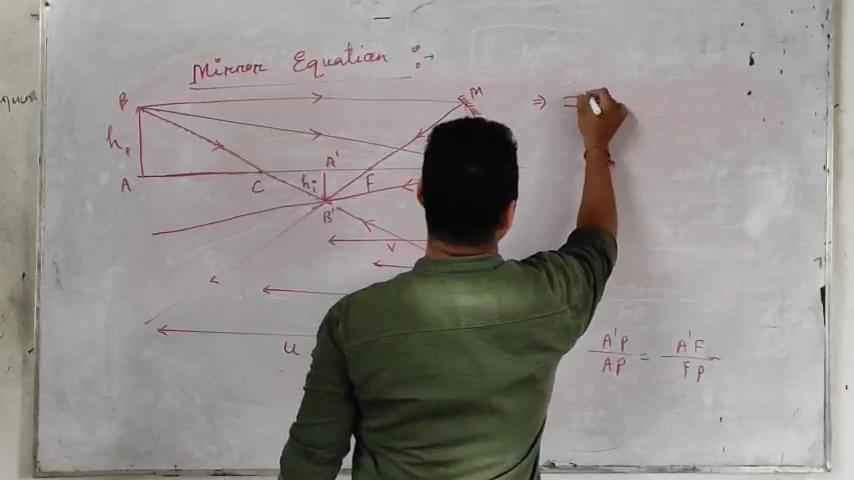 Mirror Equation :→
B
M
⇒ =
h₀
A'
A
C
hi
F
B'
v
u
A'P/AP = A'F/FP